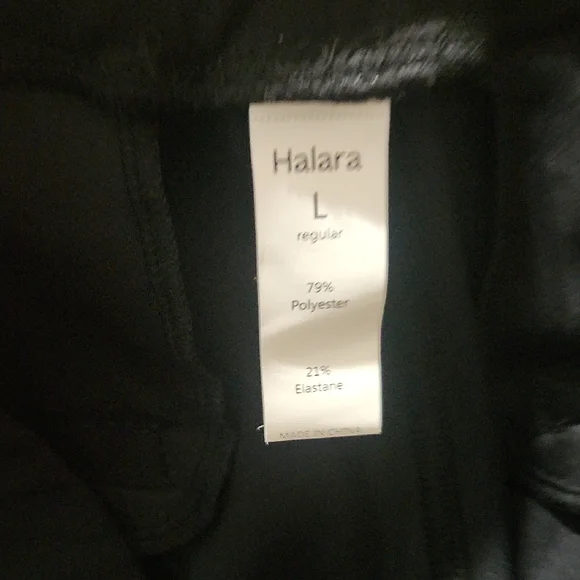 Halara
L
regular
79%
Polyester
21%
Elastane
MADE IN CHINA